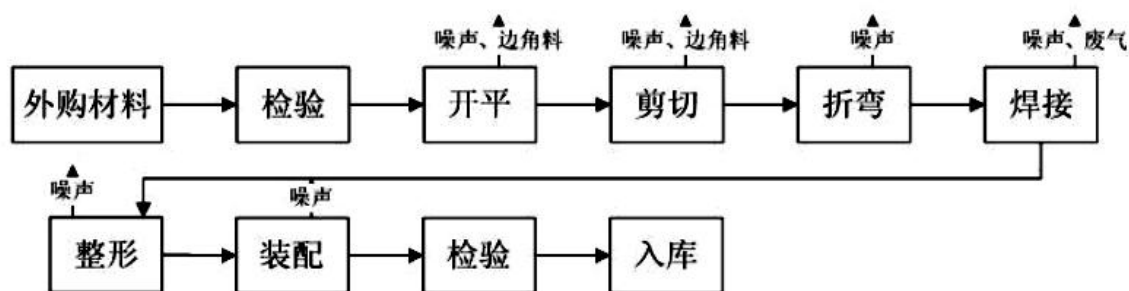 噪声、边角料 噪声、边角料 噪声 噪声、废气
外购材料 检验 开平 剪切 折弯 焊接
噪声 噪声
整形 装配 检验 入库